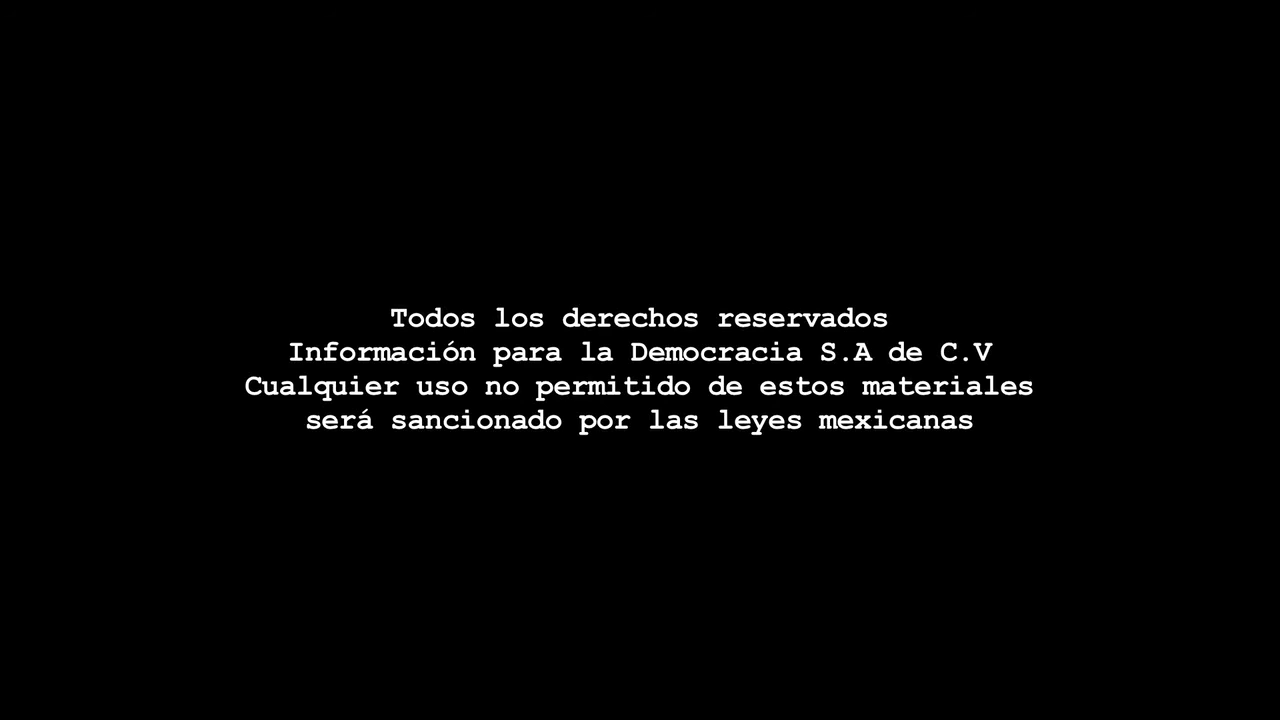 Todos los derechos reservados
Información para la Democracia S.A de C.V
Cualquier uso no permitido de estos materiales
será sancionado por las leyes mexicanas